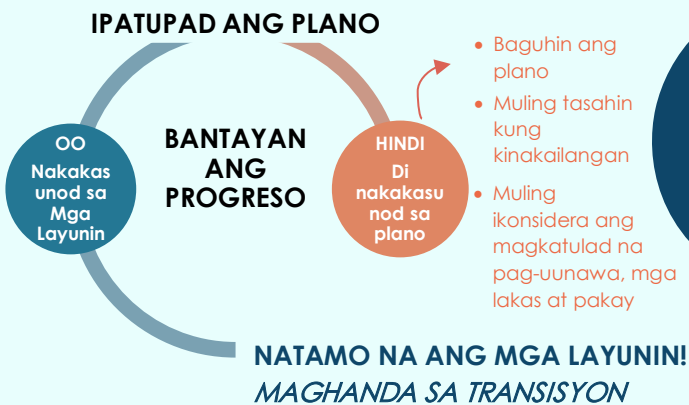 IPATUPAD ANG PLANO
OO
Nakakas
unod sa
Mga
Layunin
BANTAYAN
ANG
PROGRESO
HINDI
Di
nakakasu
nod sa
plano
• Baguhin ang
plano
• Muling tasahin
kung
kinakailangan
• Muling
ikonsidera ang
magkatulad na
pag-uunawa, mga
lakas at pakay
NATAMO NA ANG MGA LAYUNIN!
MAGHANDA SA TRANSISYON